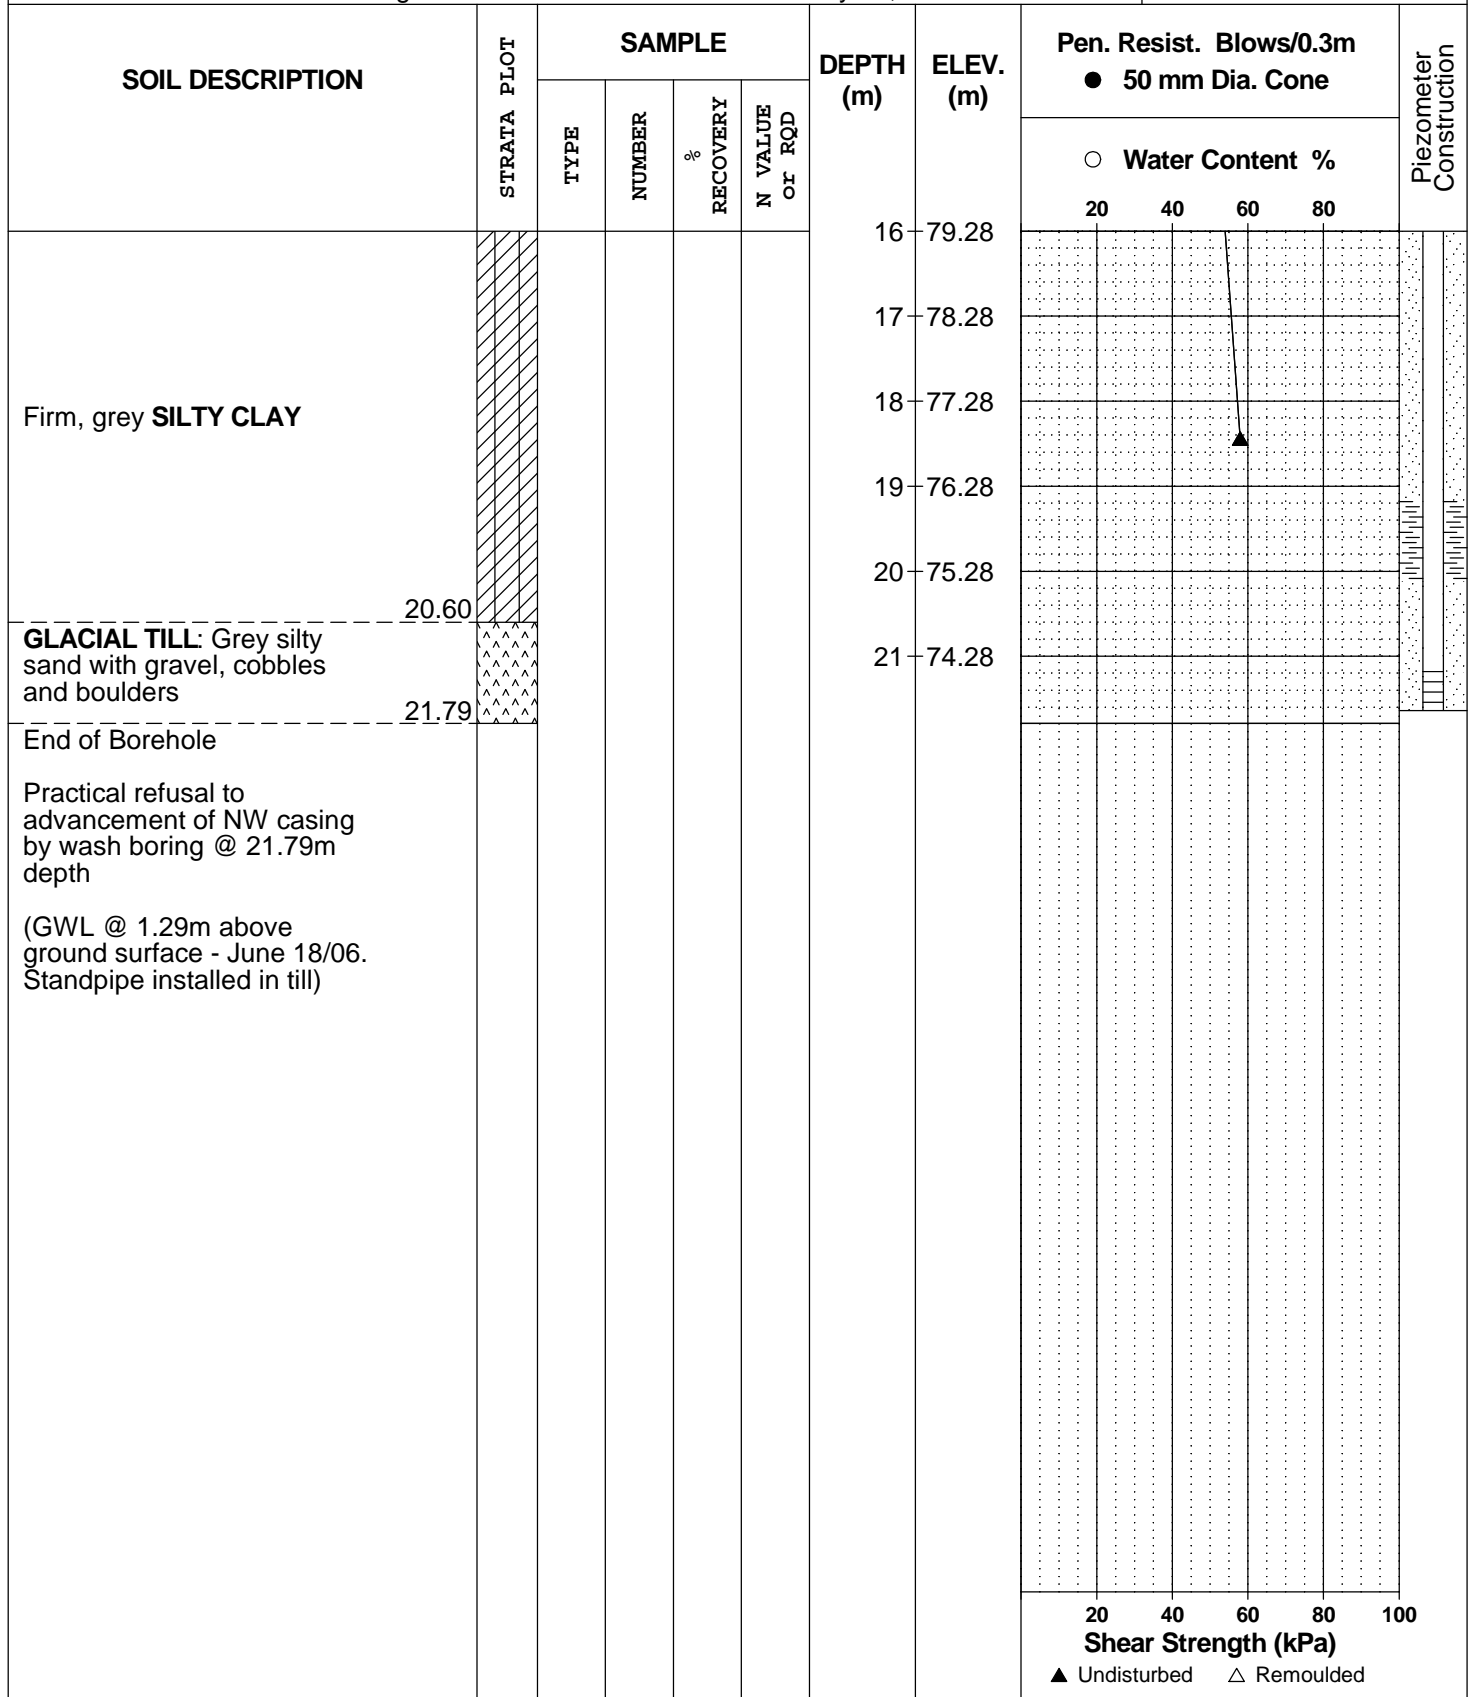 SOIL DESCRIPTION
STRATA PLOT
SAMPLE
TYPE
NUMBER
%
RECOVERY
N VALUE
or RQD
DEPTH
(m)
ELEV.
(m)
Pen. Resist. Blows/0.3m
● 50 mm Dia. Cone
○ Water Content %
20 40 60 80
Piezometer
Construction
16 79.28
17 78.28
18 77.28
Firm, grey SILTY CLAY
19 76.28
20 75.28
20.60
GLACIAL TILL: Grey silty
sand with gravel, cobbles
and boulders
21 74.28
21.79
End of Borehole
Practical refusal to
advancement of NW casing
by wash boring @ 21.79m
depth
(GWL @ 1.29m above
ground surface - June 18/06.
Standpipe installed in till)
20 40 60 80 100
Shear Strength (kPa)
▲ Undisturbed △ Remoulded